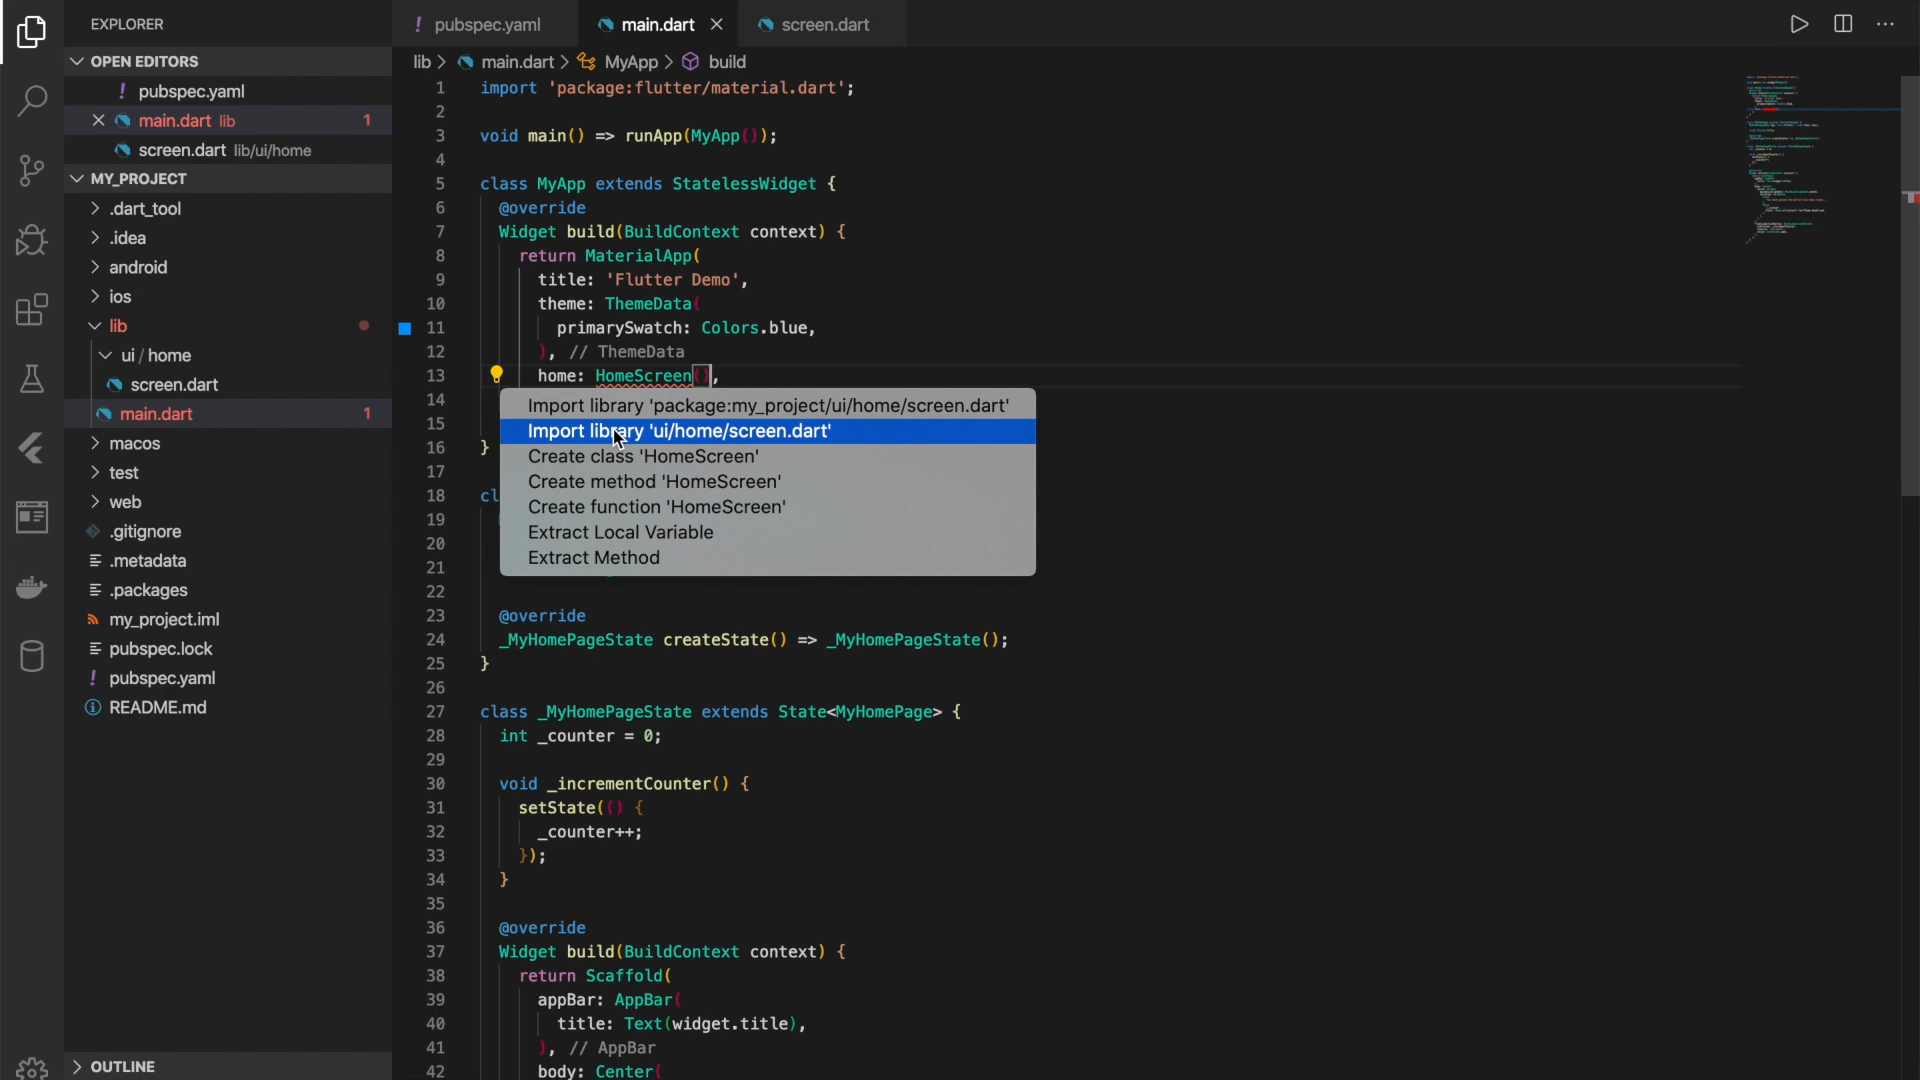 EXPLORER
OPEN EDITORS
! pubspec.yaml
main.dart lib 1
screen.dart lib/ui/home
MY_PROJECT
.dart_tool
.idea
android
ios
lib
ui / home
screen.dart
main.dart 1
macos
test
web
.gitignore
.metadata
.packages
my_project.iml
pubspec.lock
! pubspec.yaml
README.md
OUTLINE
! pubspec.yaml
main.dart
screen.dart
lib > main.dart > MyApp > build
1 import 'package:flutter/material.dart';
2
3 void main() => runApp(MyApp());
4
5 class MyApp extends StatelessWidget {
6 @override
7 Widget build(BuildContext context) {
8 return MaterialApp(
9 title: 'Flutter Demo',
10 theme: ThemeData(
11 primarySwatch: Colors.blue,
12 ), // ThemeData
13 home: HomeScreen(),
14
15
16 }
17
18 cl
19
20
21
22
23 @override
24 _MyHomePageState createState() => _MyHomePageState();
25 }
26
27 class _MyHomePageState extends State<MyHomePage> {
28 int _counter = 0;
29
30 void _incrementCounter() {
31 setState(() {
32 _counter++;
33 });
34 }
35
36 @override
37 Widget build(BuildContext context) {
38 return Scaffold(
39 appBar: AppBar(
40 title: Text(widget.title),
41 ), // AppBar
42 body: Center(
Import library 'package:my_project/ui/home/screen.dart'
Import library 'ui/home/screen.dart'
Create class 'HomeScreen'
Create method 'HomeScreen'
Create function 'HomeScreen'
Extract Local Variable
Extract Method